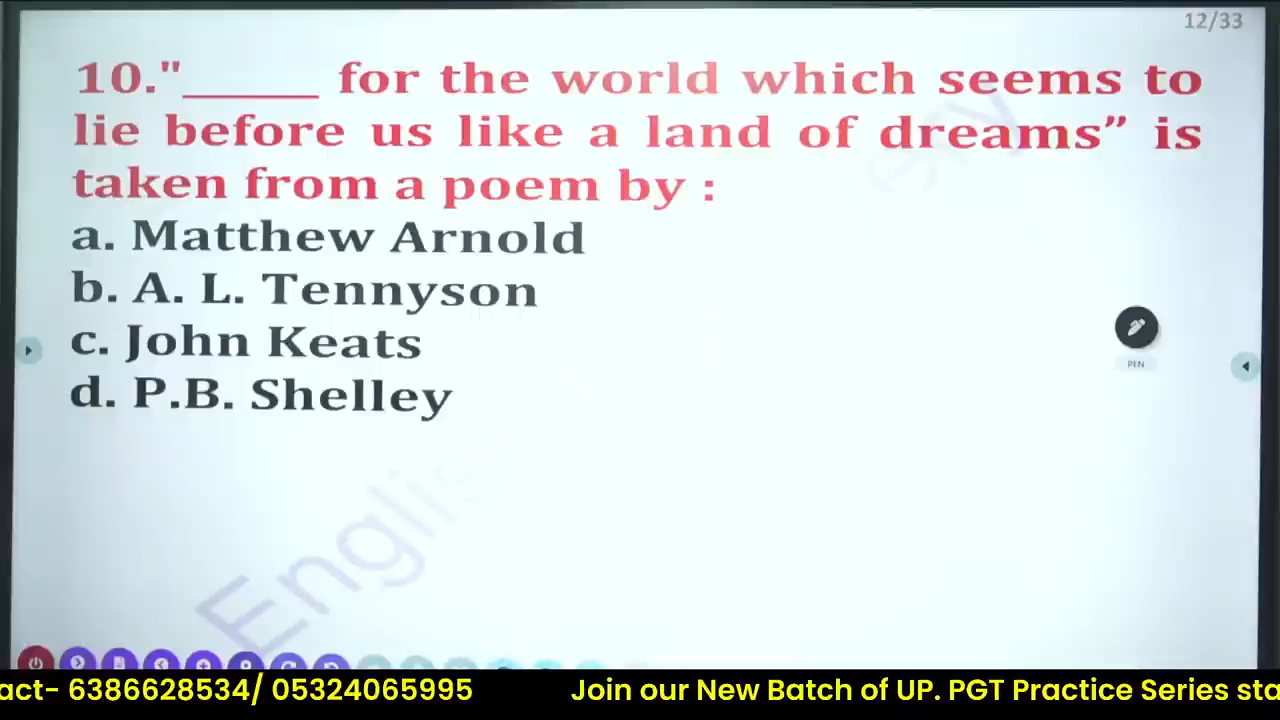 12/33
10."_____ for the world which seems to
lie before us like a land of dreams” is
taken from a poem by :
a. Matthew Arnold
b. A. L. Tennyson
c. John Keats
d. P.B. Shelley
PEN
Englis
act- 6386628534/ 05324065995 Join our New Batch of UP. PGT Practice Series sta